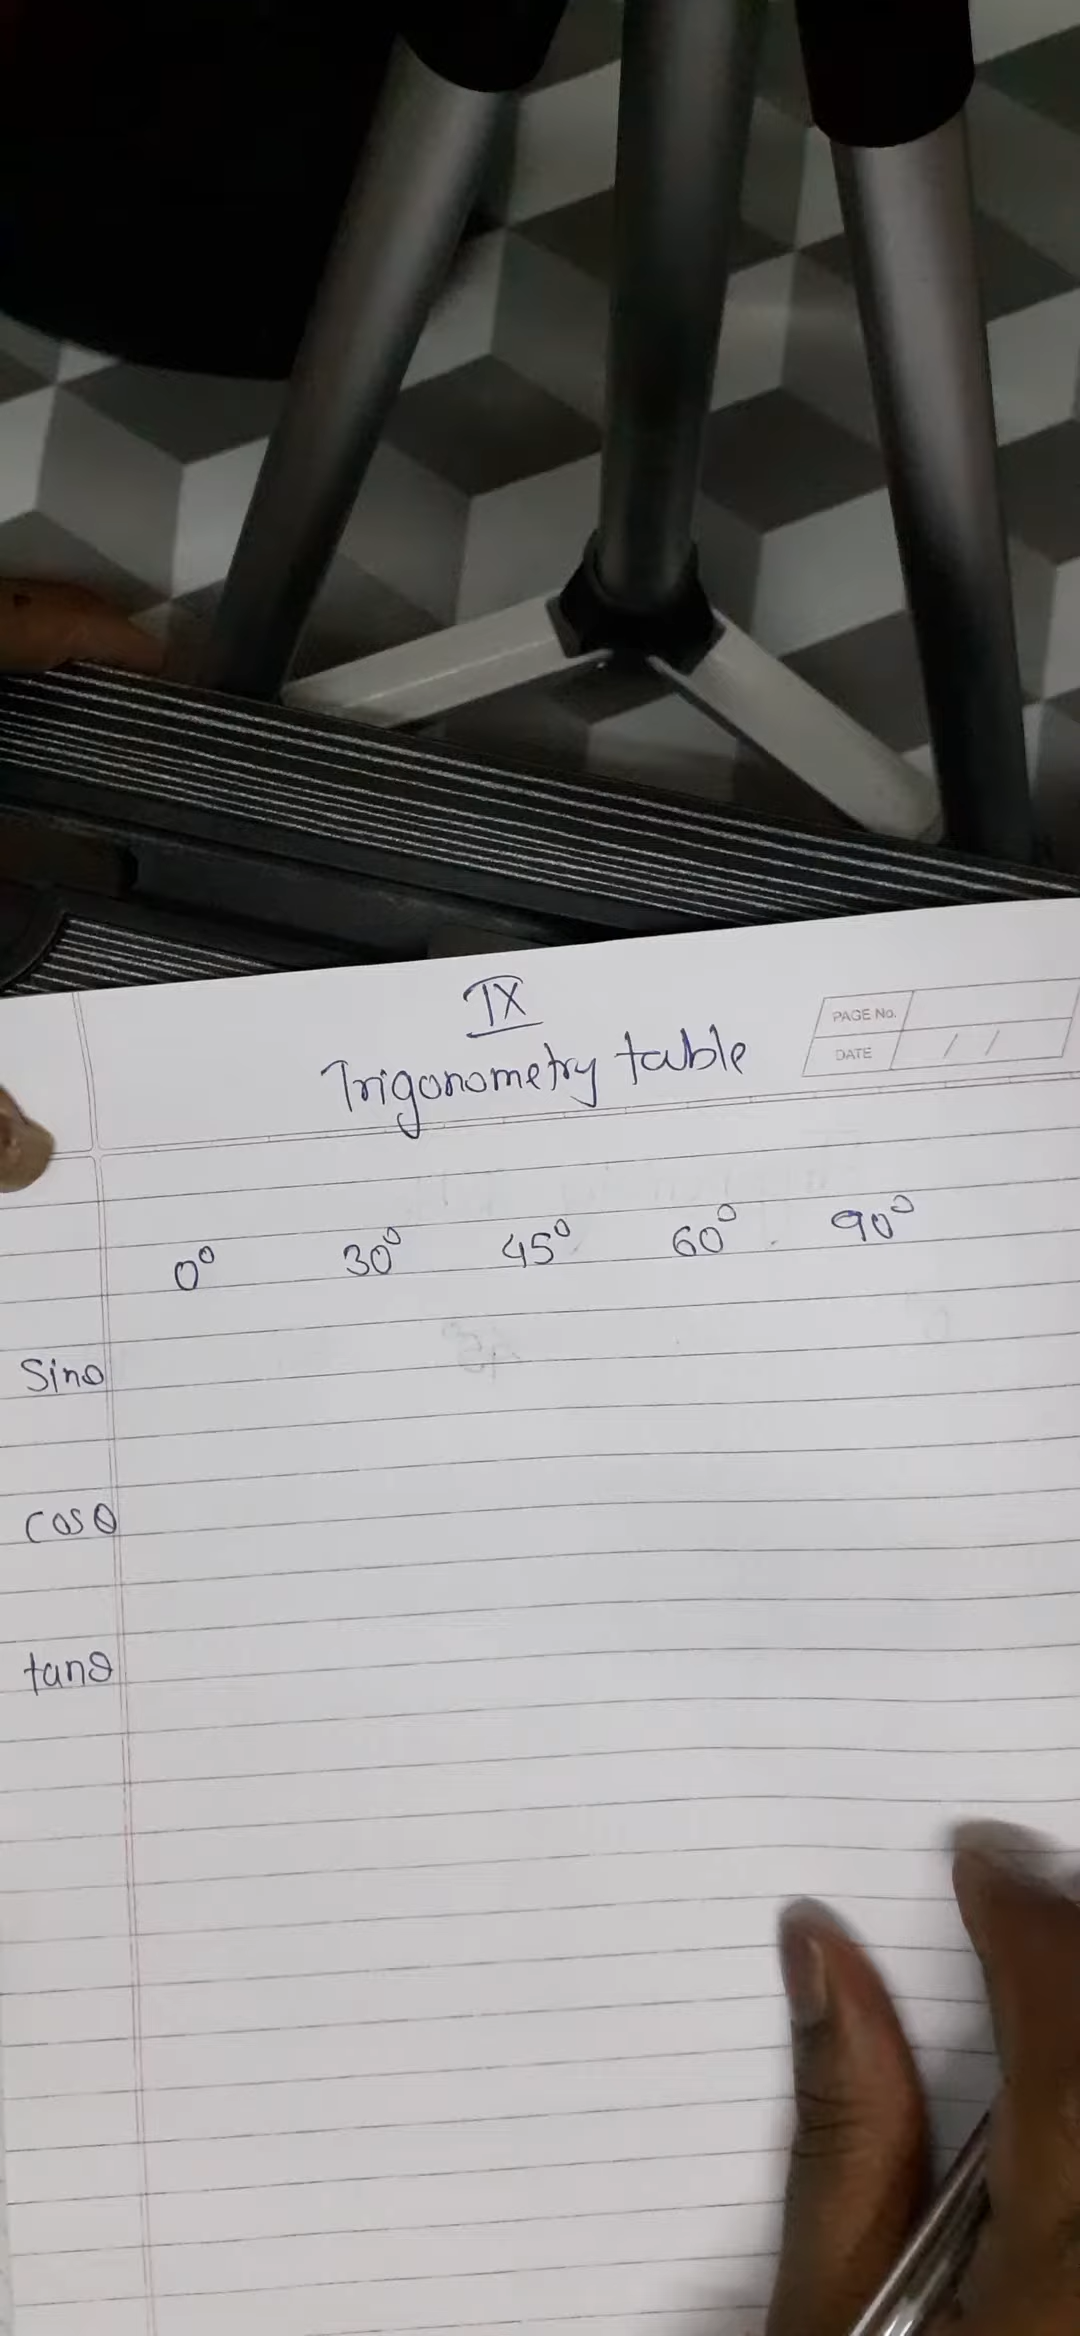 IX
Trigonometry table
PAGE No.
DATE / /
0° 30° 45° 60° 90°
Sinθ
cosθ
tanθ